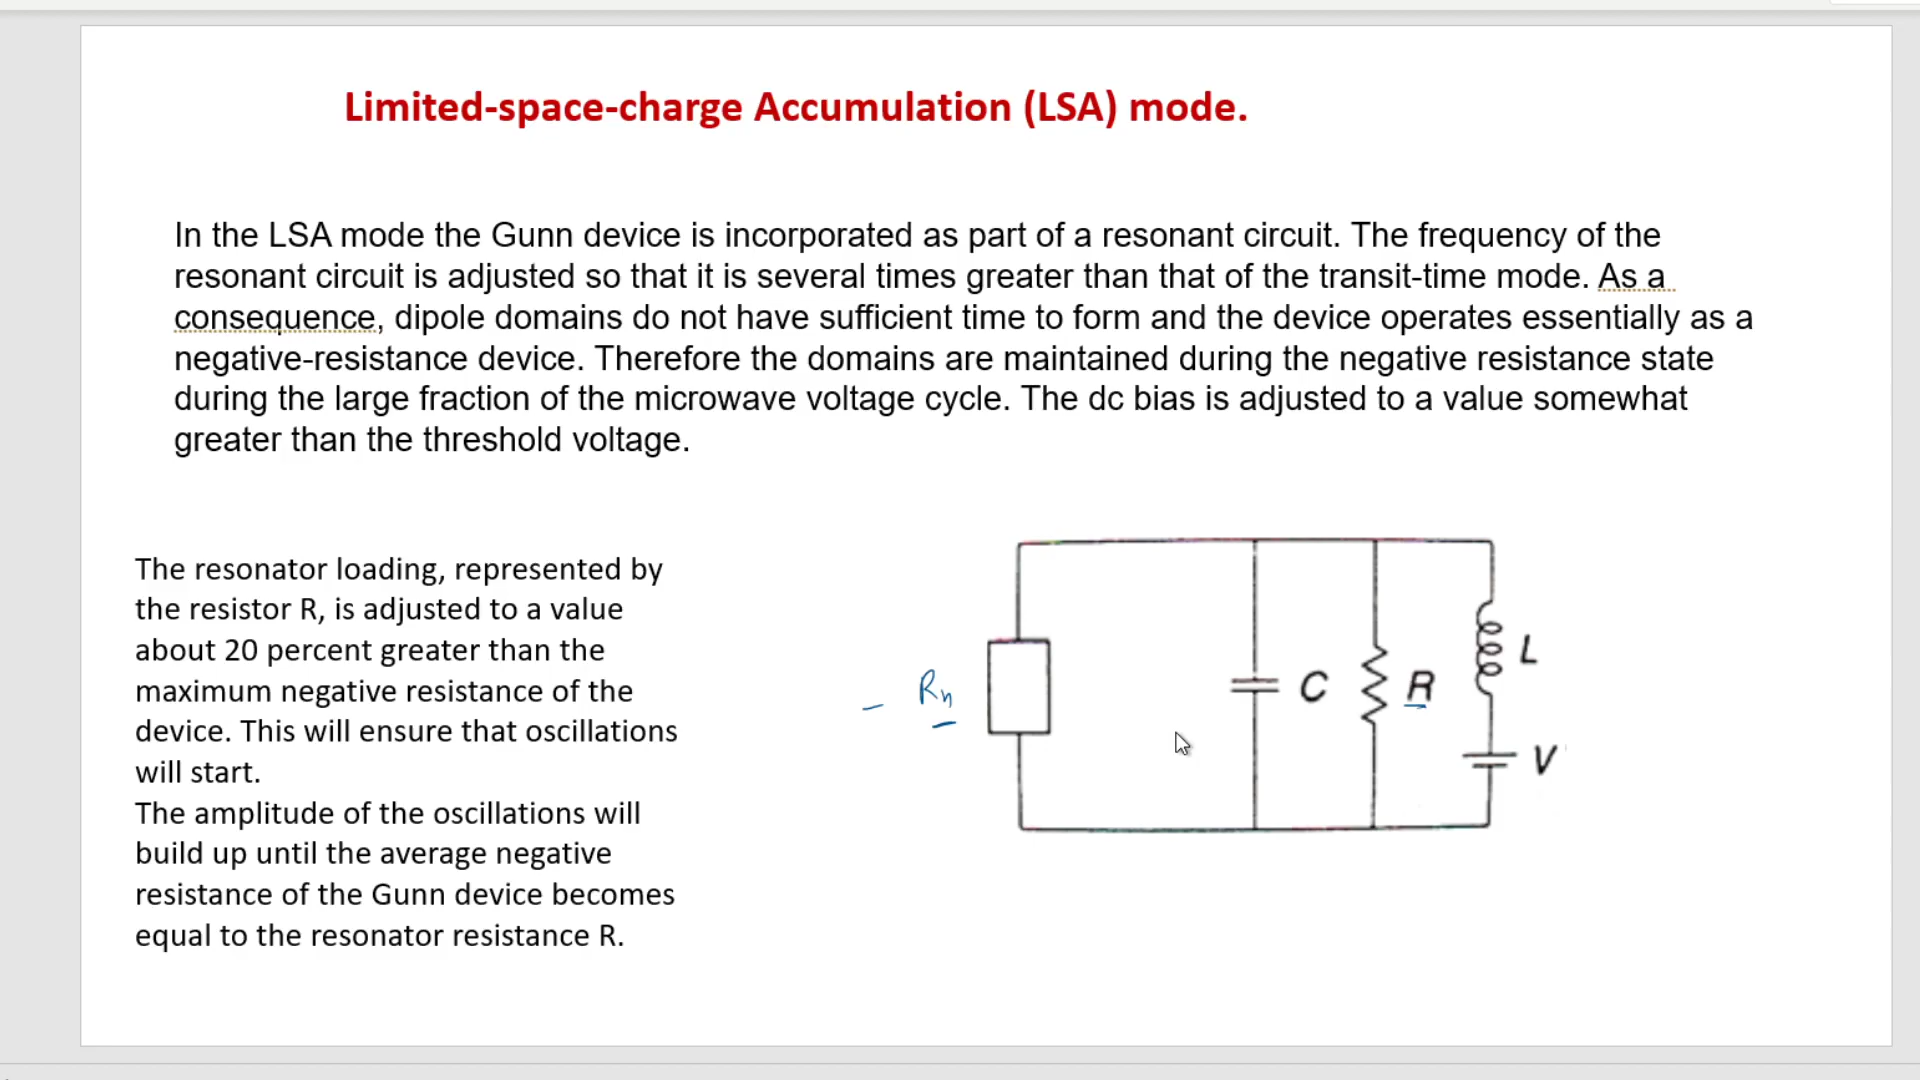 Limited-space-charge Accumulation (LSA) mode.
In the LSA mode the Gunn device is incorporated as part of a resonant circuit. The frequency of the
resonant circuit is adjusted so that it is several times greater than that of the transit-time mode. As a
consequence, dipole domains do not have sufficient time to form and the device operates essentially as a
negative-resistance device. Therefore the domains are maintained during the negative resistance state
during the large fraction of the microwave voltage cycle. The dc bias is adjusted to a value somewhat
greater than the threshold voltage.
The resonator loading, represented by
the resistor R, is adjusted to a value
about 20 percent greater than the
maximum negative resistance of the
device. This will ensure that oscillations
will start.
The amplitude of the oscillations will
build up until the average negative
resistance of the Gunn device becomes
equal to the resonator resistance R.
- Rn
C
R
L
V